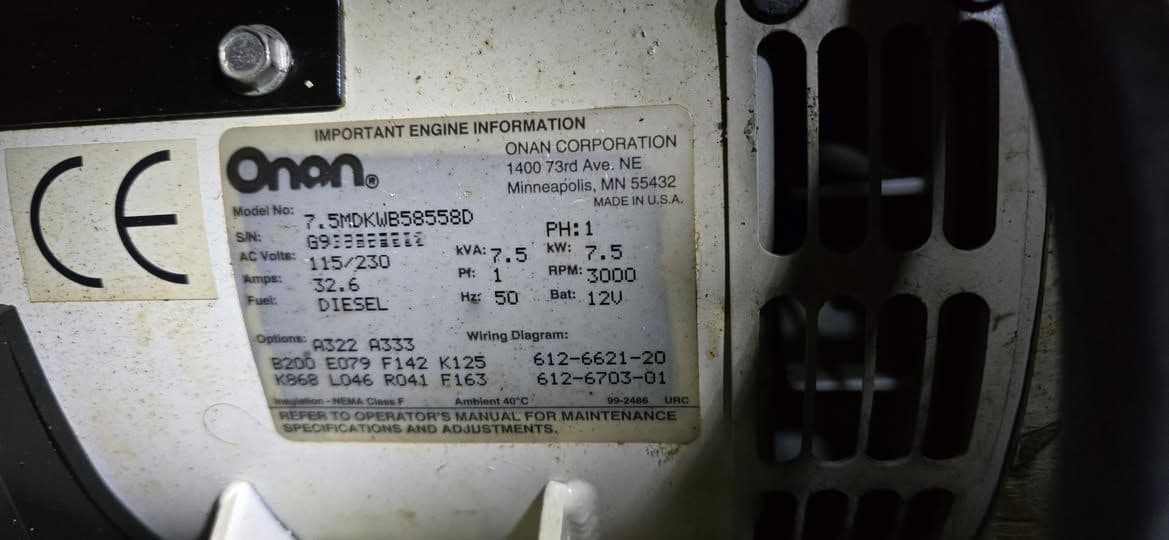 IMPORTANT ENGINE INFORMATION
CE
Onan®
ONAN CORPORATION
1400 73rd Ave. NE
Minneapolis, MN 55432
MADE IN U.S.A.
Model No: 7.5MDKWB58558D
S/N: PH:1
AC Volts: 115/230 kVA: 7.5 kW: 7.5
Amps: 32.6 Pf: 1 RPM: 3000
Fuel: DIESEL Hz: 50 Bat: 12V
Options: A322 A333 Wiring Diagram:
B200 E079 F142 K125 612-6621-20
K868 L046 R041 F163 612-6703-01
Insulation - NEMA Class F Ambient 40°C 99-2486 URC
REFER TO OPERATOR'S MANUAL FOR MAINTENANCE
SPECIFICATIONS AND ADJUSTMENTS.